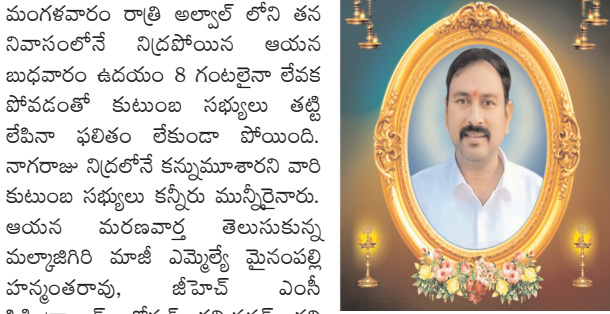 మంగళవారం రాత్రి అల్వాల్ లోని తన
నివాసంలోనే నిద్రపోయిన ఆయన
బుధవారం ఉదయం 8 గంటలైనా లేవక
పోవడంతో కుటుంబ సభ్యులు తట్టి
లేపినా ఫలితం లేకుండా పోయింది.
నాగరాజు నిద్రలోనే కన్నుమూశారని వారి
కుటుంబ సభ్యులు కన్నీరు మున్నీరైనారు.
ఆయన మరణవార్త తెలుసుకున్న
మల్కాజిగిరి మాజీ ఎమ్మెల్యే మైనంపల్లి
హన్మంతరావు, జీహెచ్ ఎంసీ